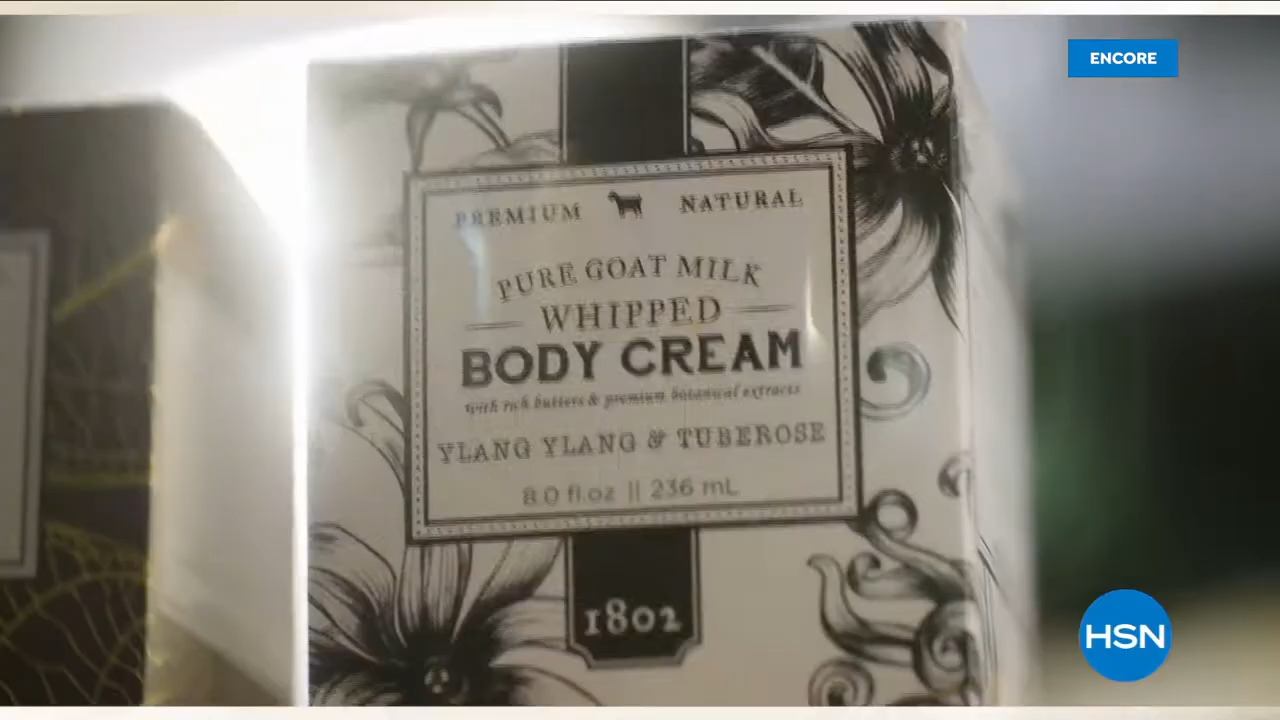 ENCORE
PREMIUM NATURAL
PURE GOAT MILK
WHIPPED
BODY CREAM
with rich butters & premium botanical extracts
YLANG YLANG & TUBEROSE
8.0 fl.oz || 236 mL
1802
HSN